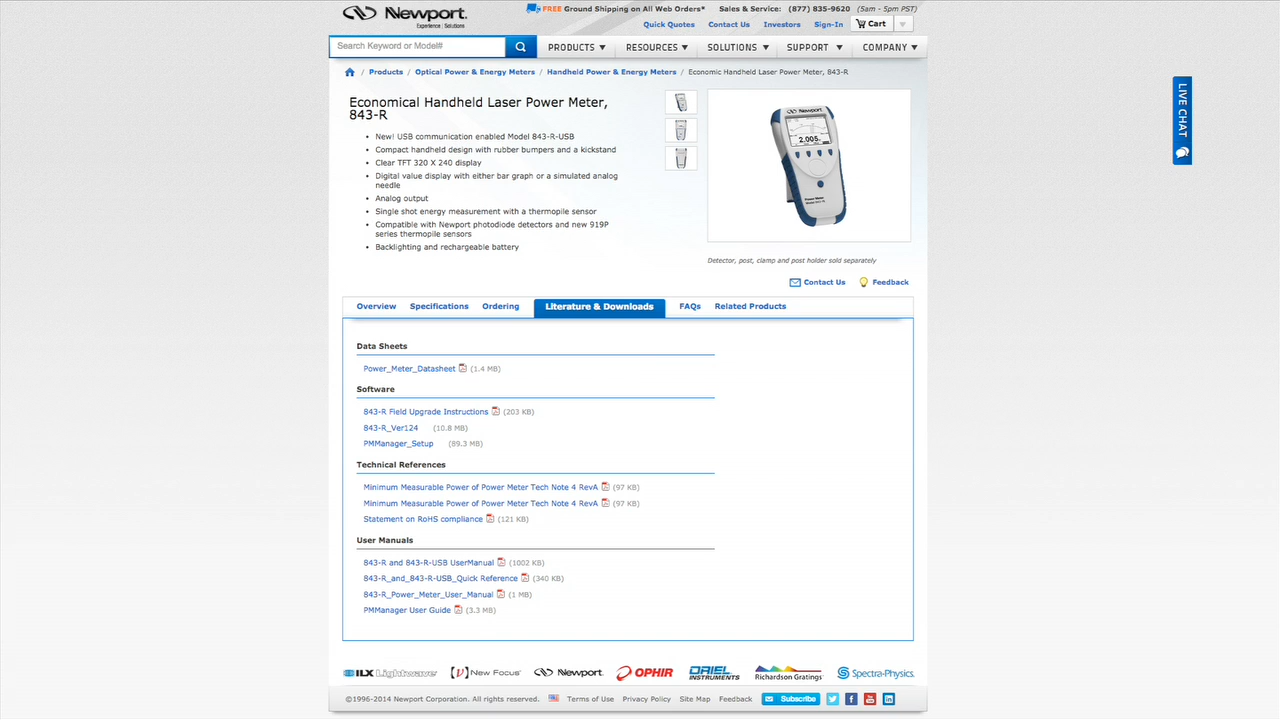 Newport.
Experience | Solutions
FREE Ground Shipping on All Web Orders*
Sales & Service: (877) 835-9620 (5am - 5pm PST)
Quick Quotes
Contact Us
Investors
Sign-In
Cart
Search Keyword or Model#
PRODUCTS
RESOURCES
SOLUTIONS
SUPPORT
COMPANY
/ Products / Optical Power & Energy Meters / Handheld Power & Energy Meters / Economic Handheld Laser Power Meter, 843-R
Economical Handheld Laser Power Meter,
843-R
• New! USB communication enabled Model 843-R-USB
• Compact handheld design with rubber bumpers and a kickstand
• Clear TFT 320 X 240 display
• Digital value display with either bar graph or a simulated analog
needle
• Analog output
• Single shot energy measurement with a thermopile sensor
• Compatible with Newport photodiode detectors and new 919P
series thermopile sensors
• Backlighting and rechargeable battery
Newport
2.005
Detector, post, clamp and post holder sold separately
Contact Us
Feedback
LIVE CHAT
Overview
Specifications
Ordering
Literature & Downloads
FAQs
Related Products
Data Sheets
Power_Meter_Datasheet (1.4 MB)
Software
843-R Field Upgrade Instructions (203 KB)
843-R_Ver124 (10.8 MB)
PMManager_Setup (89.3 MB)
Technical References
Minimum Measurable Power of Power Meter Tech Note 4 RevA (97 KB)
Minimum Measurable Power of Power Meter Tech Note 4 RevA (97 KB)
Statement on RoHS compliance (121 KB)
User Manuals
843-R and 843-R-USB UserManual (1002 KB)
843-R_and_843-R-USB_Quick Reference (340 KB)
843-R_Power_Meter_User_Manual (1 MB)
PMManager User Guide (3.3 MB)
ILX Lightwave
New Focus
Newport.
OPHIR
ORIEL INSTRUMENTS
Richardson Gratings
Spectra-Physics.
©1996-2014 Newport Corporation. All rights reserved.
Terms of Use
Privacy Policy
Site Map
Feedback
Subscribe